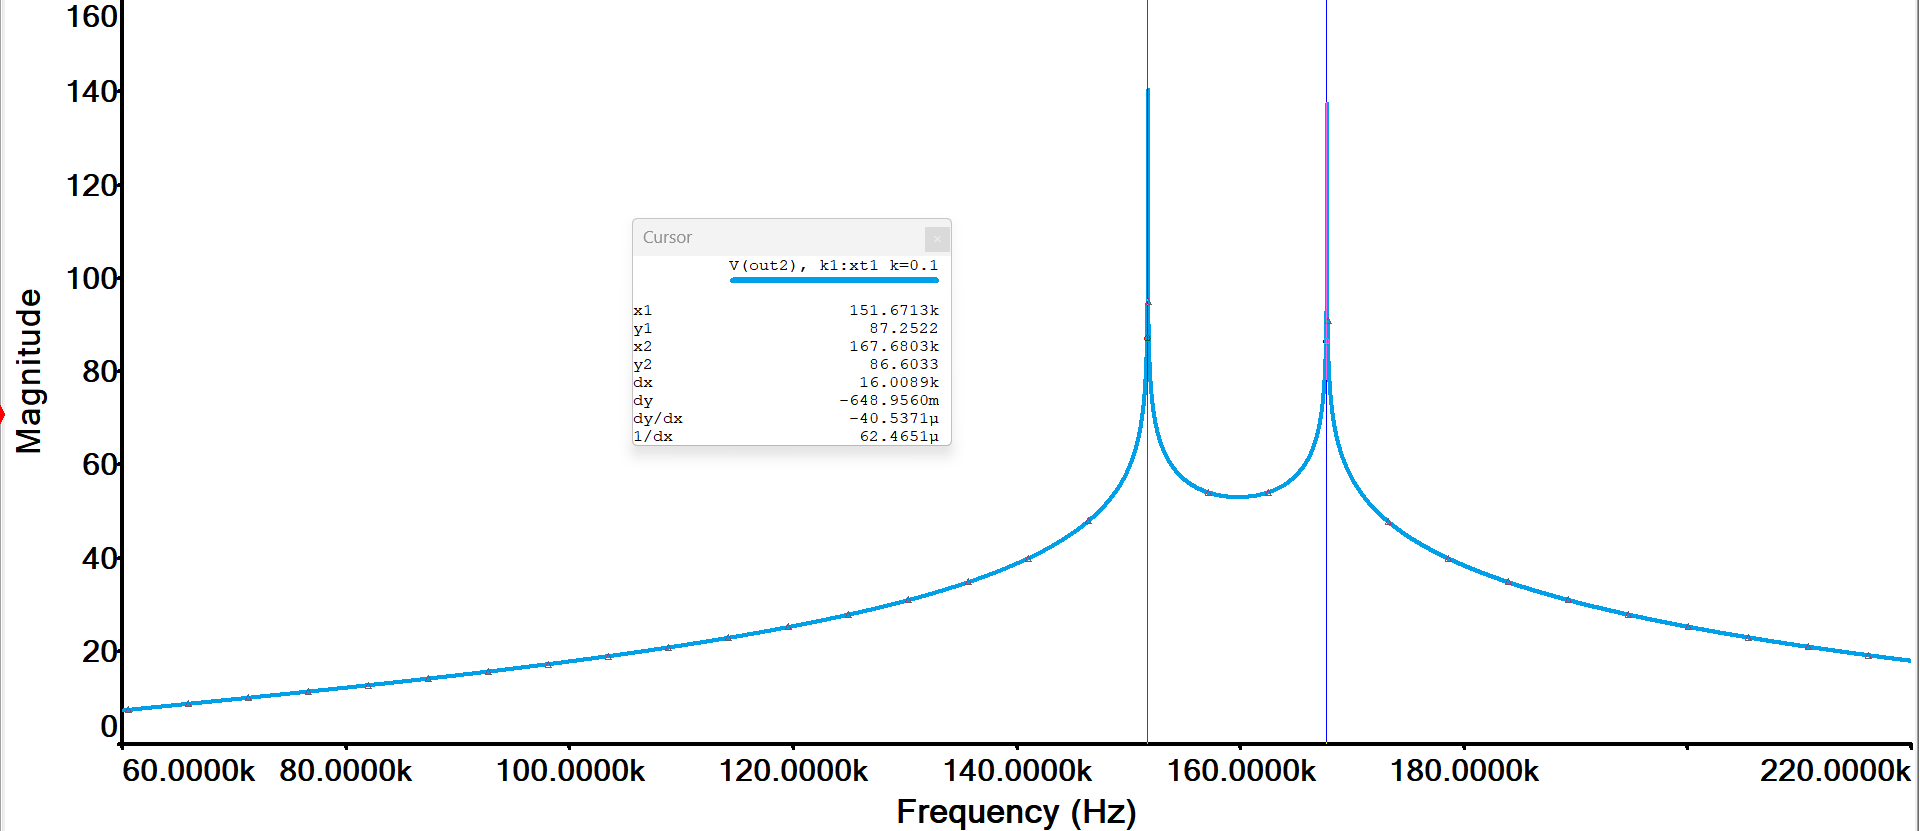 160
140
120
100
80
60
40
20
0
Magnitude
Cursor
V(out2), k1:xt1 k=0.1
x1 151.6713k
y1 87.2522
x2 167.6803k
y2 86.6033
dx 16.0089k
dy -648.9560m
dy/dx -40.5371µ
1/dx 62.4651µ
60.0000k 80.0000k 100.0000k 120.0000k 140.0000k 160.0000k 180.0000k 220.0000k
Frequency (Hz)